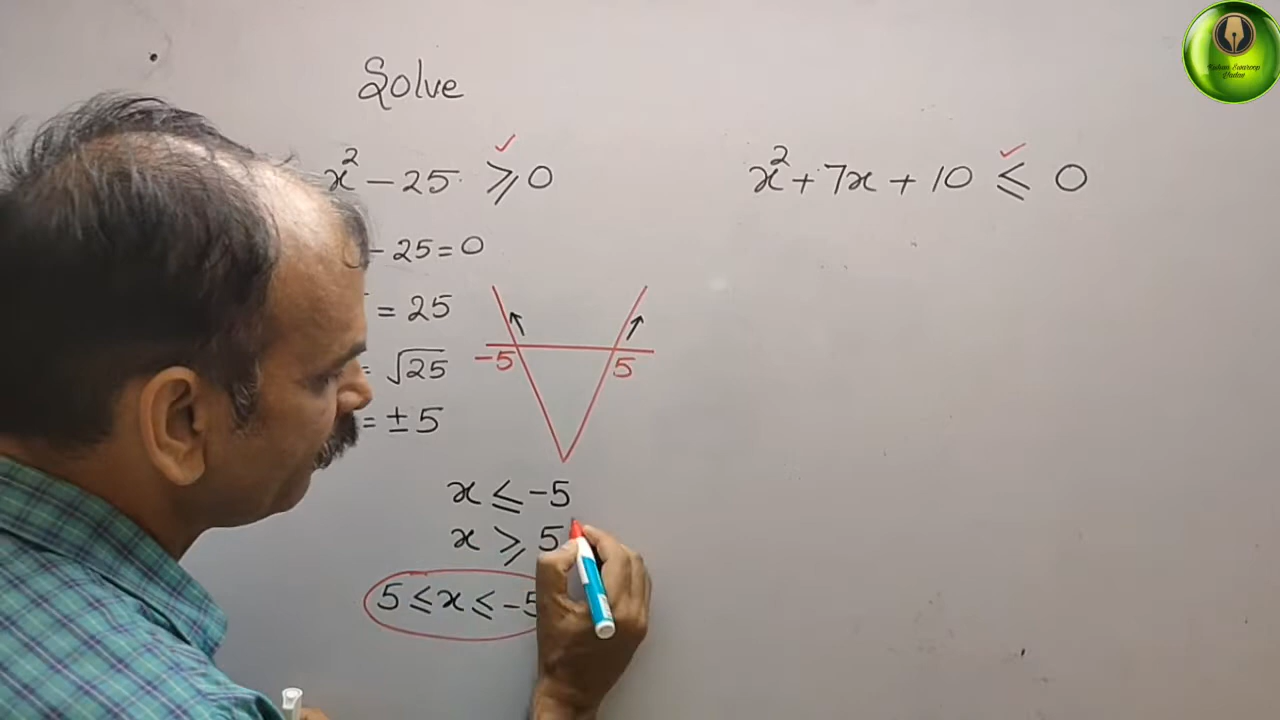 Solve
x² - 25 ≥ 0
- 25 = 0
= 25
= √25
= ± 5
-5 5
x ≤ -5
x ≥ 5
5 ≤ x ≤ -5
x² + 7x + 10 ≤ 0